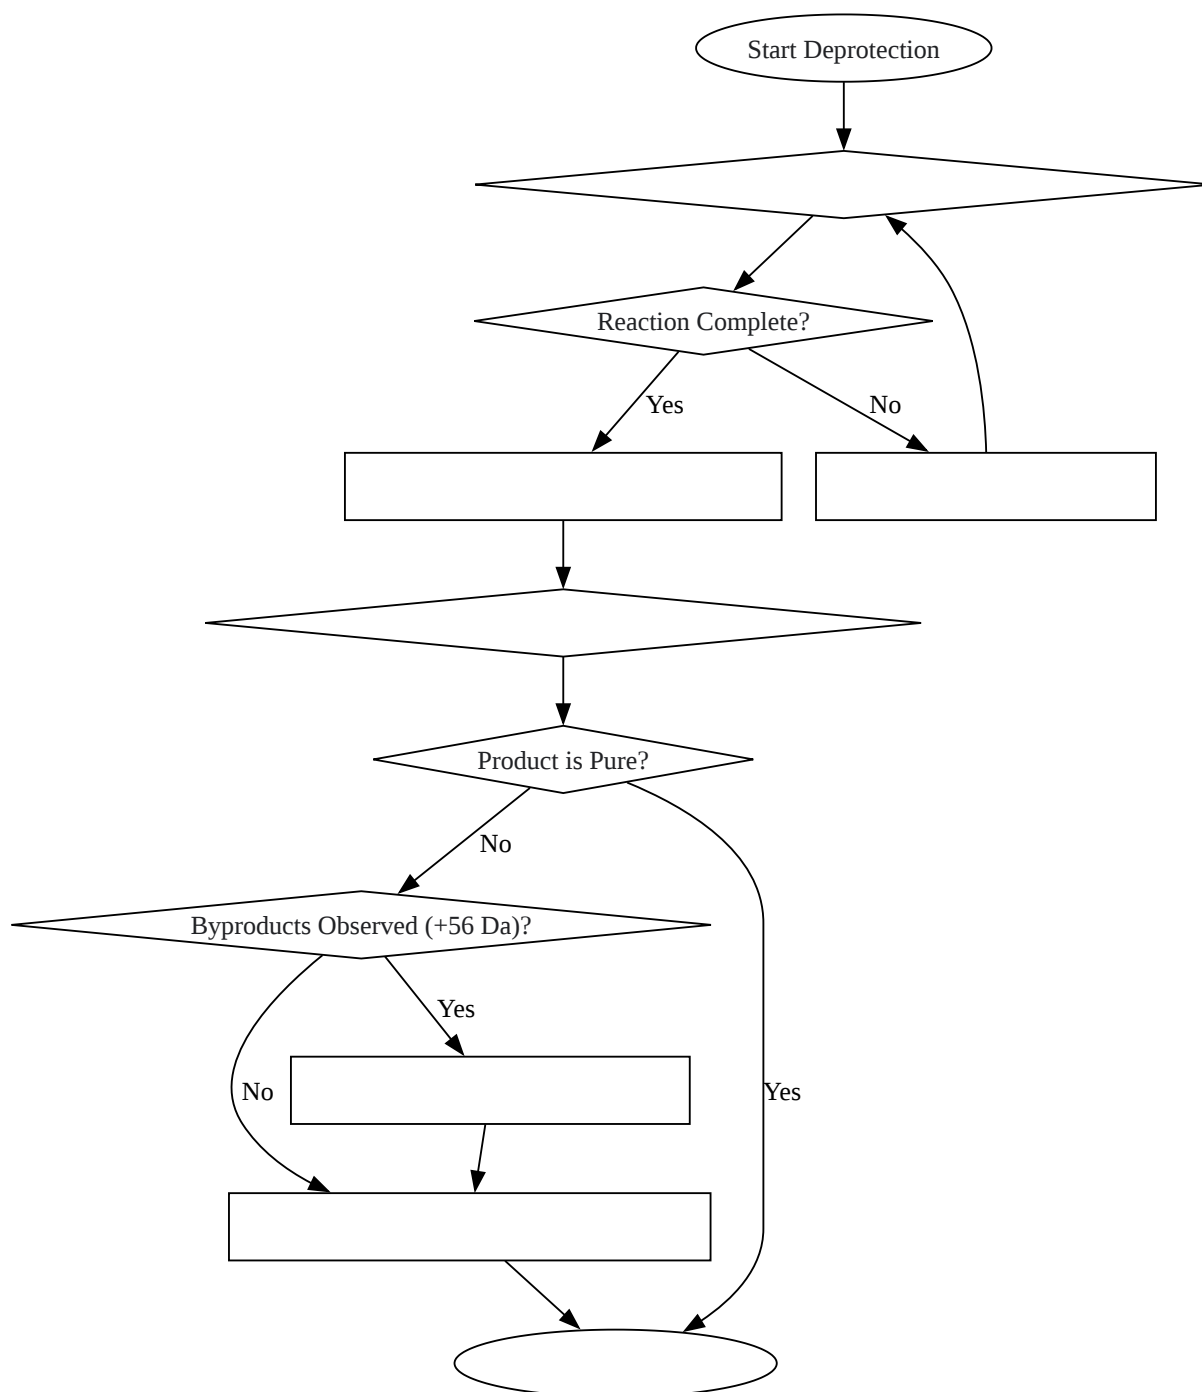 Start Deprotection
Reaction Complete?
Yes
No
Product is Pure?
No
Byproducts Observed (+56 Da)?
Yes
No
Yes